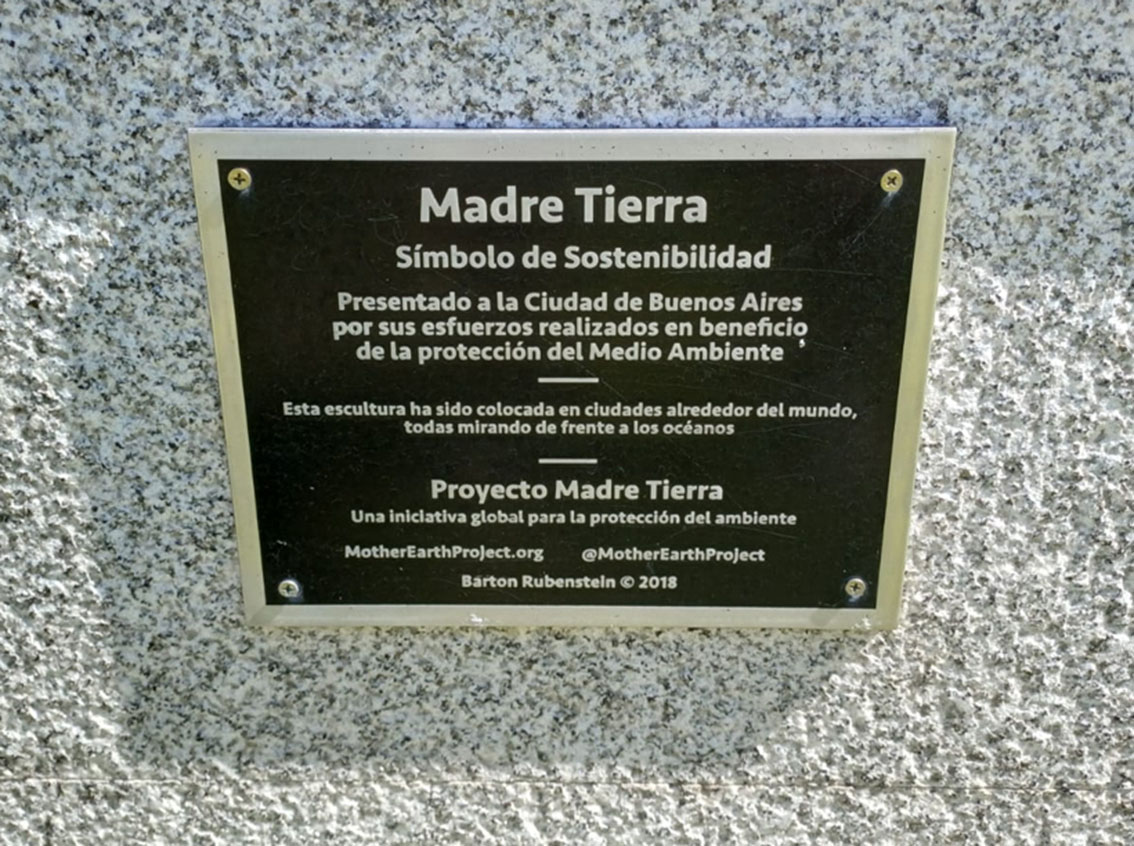 Madre Tierra
Símbolo de Sostenibilidad
Presentado a la Ciudad de Buenos Aires
por sus esfuerzos realizados en beneficio
de la protección del Medio Ambiente
Esta escultura ha sido colocada en ciudades alrededor del mundo,
todas mirando de frente a los océanos
Proyecto Madre Tierra
Una iniciativa global para la protección del ambiente
MotherEarthProject.org @MotherEarthProject
Barton Rubenstein © 2018